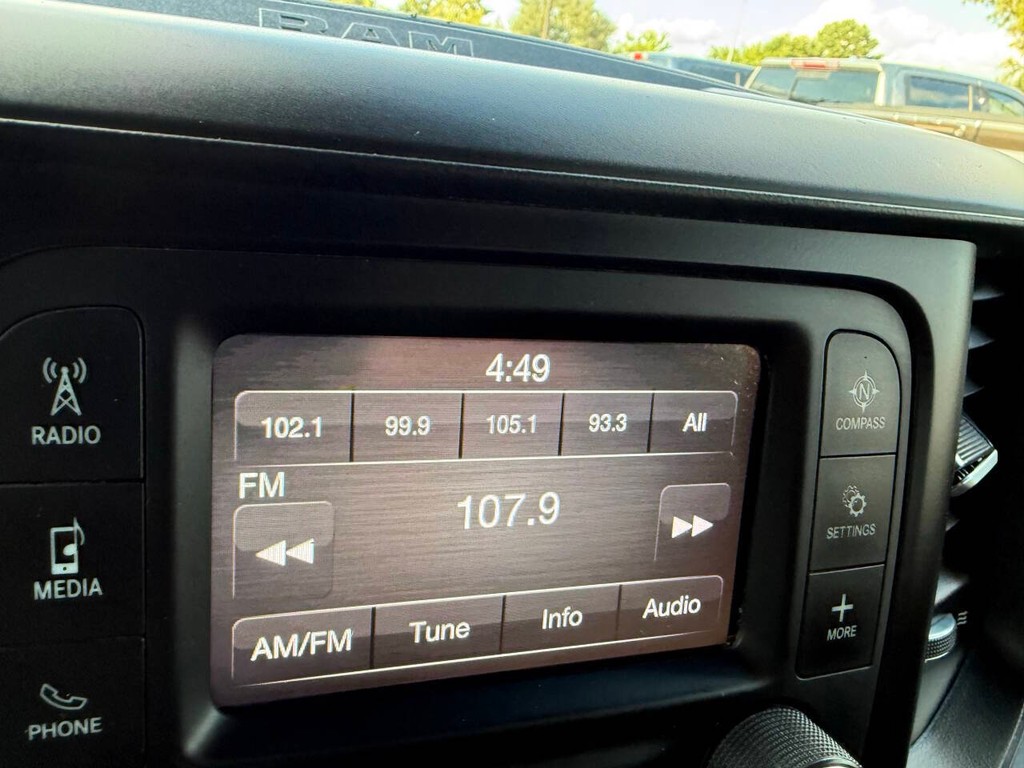 RAM
4:49
102.1 99.9 105.1 93.3 All
FM
107.9
AM/FM Tune Info Audio
RADIO
MEDIA
PHONE
N
COMPASS
SETTINGS
MORE